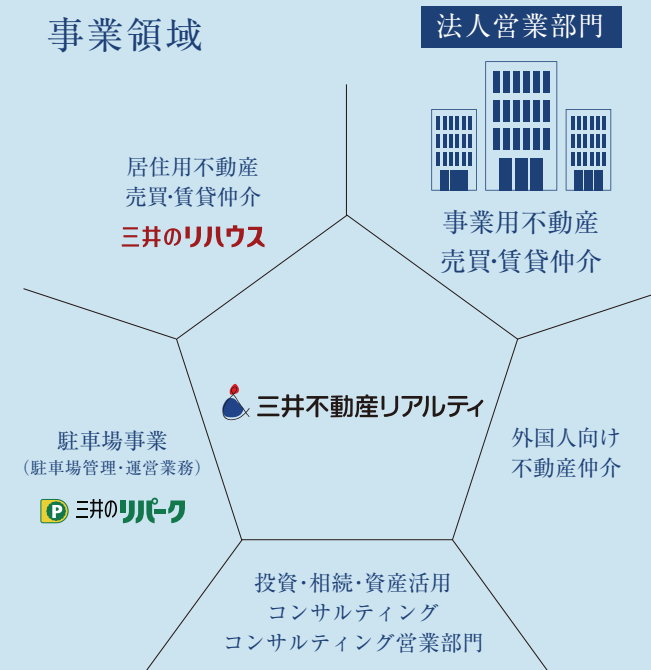 事業領域
法人営業部門
事業用不動産
売買・賃貸仲介
居住用不動産
売買・賃貸仲介
三井のリハウス
三井不動産リアルティ
外国人向け
不動産仲介
駐車場事業
（駐車場管理・運営業務）
P 三井のリパーク
投資・相続・資産活用
コンサルティング
コンサルティング営業部門